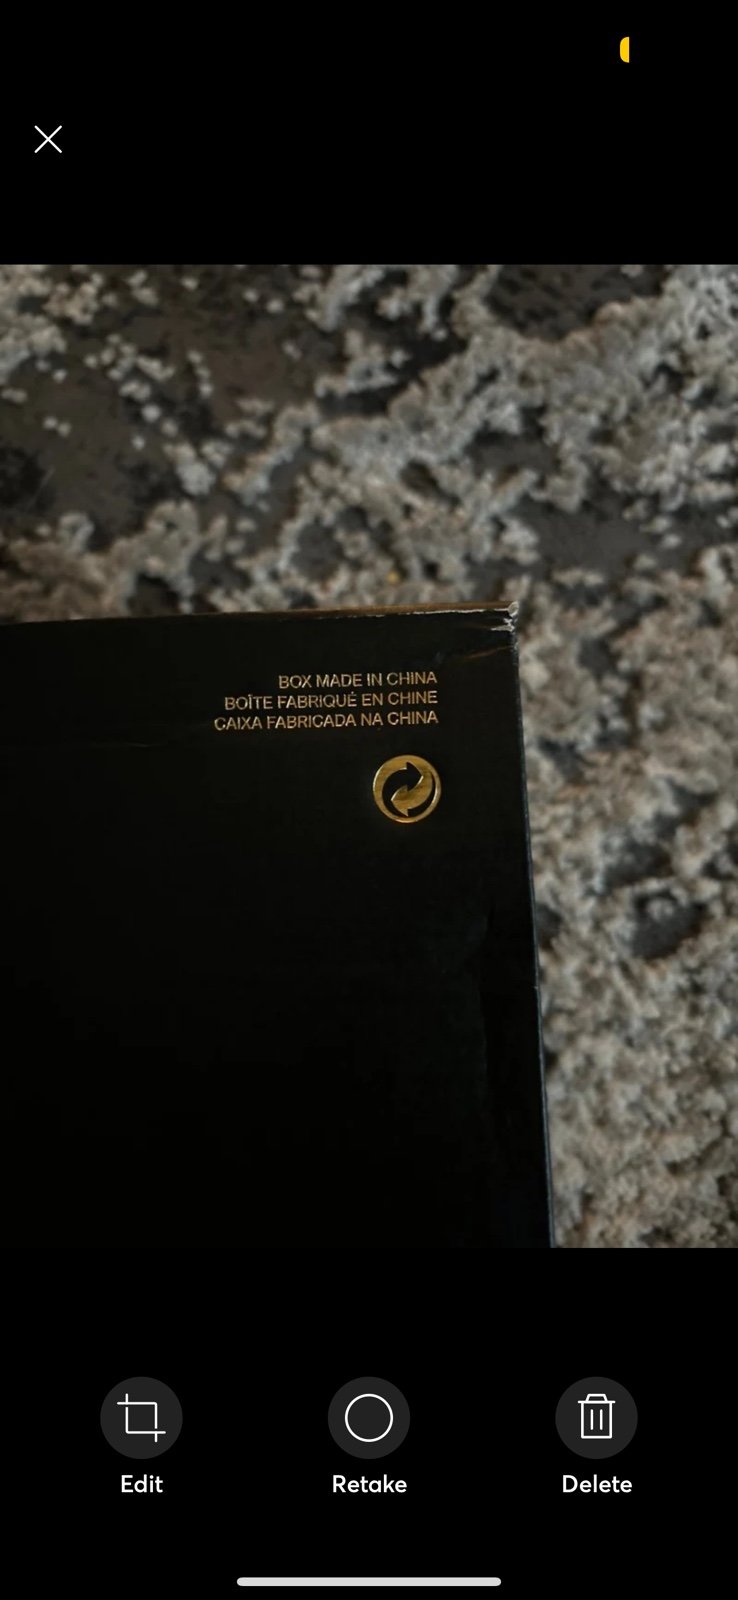 BOX MADE IN CHINA
BOÎTE FABRIQUÉ EN CHINE
CAIXA FABRICADA NA CHINA
Edit
Retake
Delete